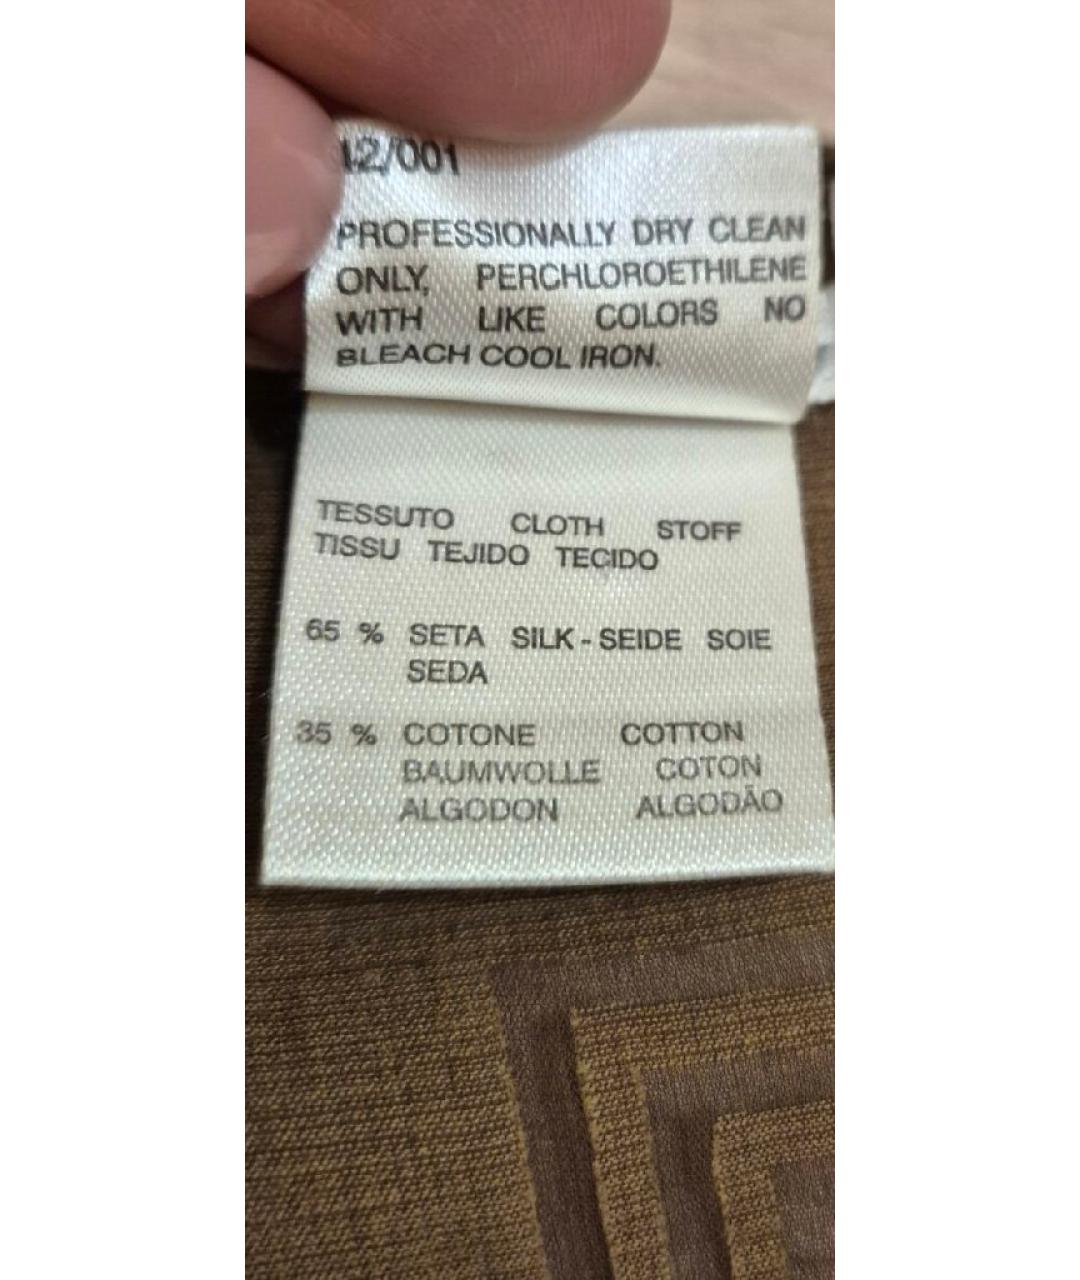 12/001
PROFESSIONALLY DRY CLEAN
ONLY, PERCHLOROETHILENE
WITH LIKE COLORS NO
BLEACH COOL IRON.
TESSUTO CLOTH STOFF
TISSU TEJIDO TECIDO
65 % SETA SILK - SEIDE SOIE
SEDA
35 % COTONE COTTON
BAUMWOLLE COTON
ALGODON ALGODÃO